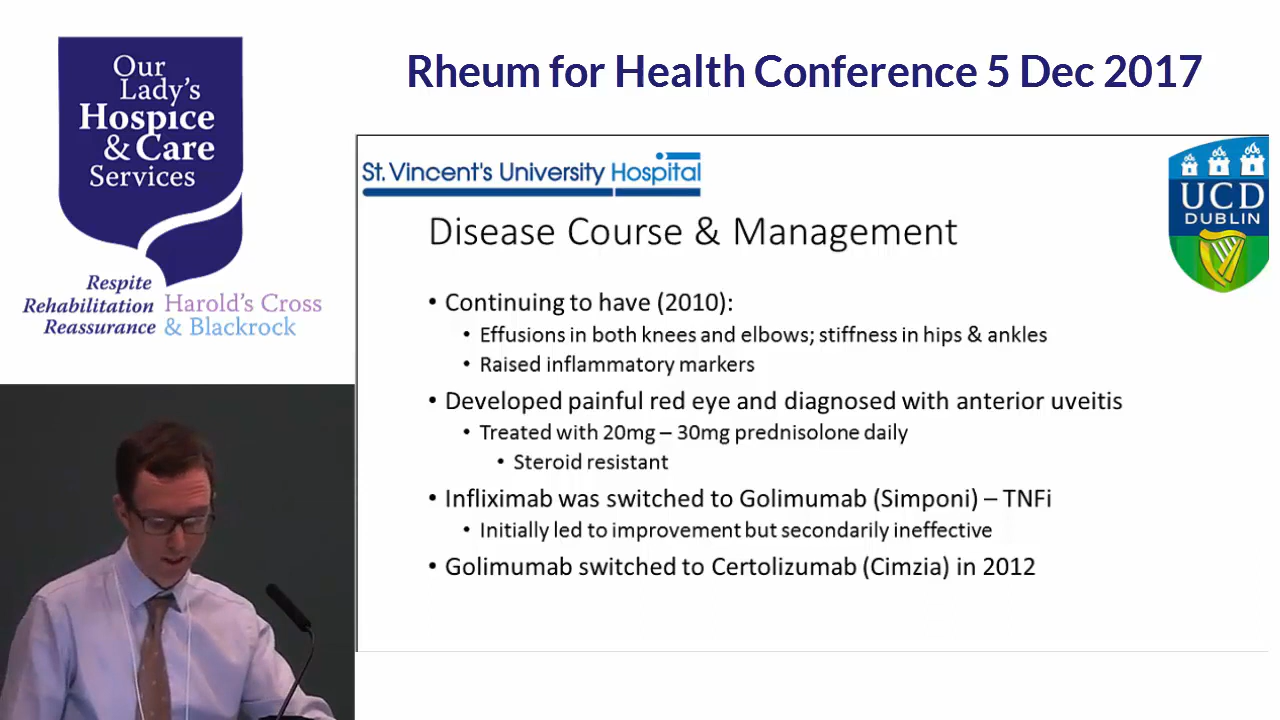 Our
Lady's
Hospice
& Care
Services
Respite
Rehabilitation
Reassurance
Harold's Cross
& Blackrock
Rheum for Health Conference 5 Dec 2017
St. Vincent's University Hospital
UCD
DUBLIN
Disease Course & Management
• Continuing to have (2010):
• Effusions in both knees and elbows; stiffness in hips & ankles
• Raised inflammatory markers
• Developed painful red eye and diagnosed with anterior uveitis
• Treated with 20mg – 30mg prednisolone daily
• Steroid resistant
• Infliximab was switched to Golimumab (Simponi) – TNFi
• Initially led to improvement but secondarily ineffective
• Golimumab switched to Certolizumab (Cimzia) in 2012